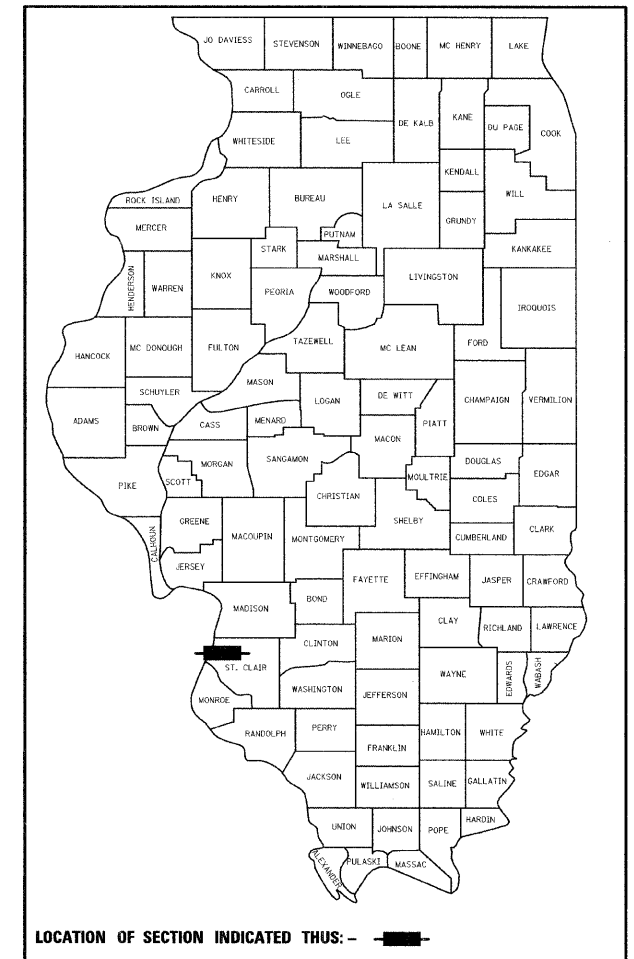 JO DAVIESS STEVENSON WINNEBAGO BOONE MC HENRY LAKE
CARROLL OGLE DE KALB KANE DU PAGE COOK
WHITESIDE LEE KENDALL WILL
ROCK ISLAND HENRY BUREAU LA SALLE GRUNDY
MERCER PUTNAM
STARK MARSHALL KANKAKEE
HENDERSON WARREN KNOX PEORIA WOODFORD LIVINGSTON IROQUOIS
HANCOCK MC DONOUGH FULTON TAZEWELL MC LEAN FORD
MASON
SCHUYLER LOGAN DE WITT CHAMPAIGN VERMILION
ADAMS BROWN CASS MENARD PIATT
MACON
MORGAN SANGAMON DOUGLAS EDGAR
PIKE SCOTT CHRISTIAN MOULTRIE COLES
GREENE SHELBY
CALHOUN MACOUPIN MONTGOMERY CUMBERLAND CLARK
JERSEY FAYETTE EFFINGHAM JASPER CRAWFORD
MADISON BOND
CLAY RICHLAND LAWRENCE
CLINTON MARION
ST. CLAIR WAYNE EDWARDS WABASH
WASHINGTON JEFFERSON
MONROE
RANDOLPH PERRY HAMILTON WHITE
FRANKLIN
JACKSON WILLIAMSON SALINE GALLATIN
UNION JOHNSON POPE HARDIN
ALEXANDER PULASKI MASSAC
LOCATION OF SECTION INDICATED THUS: -